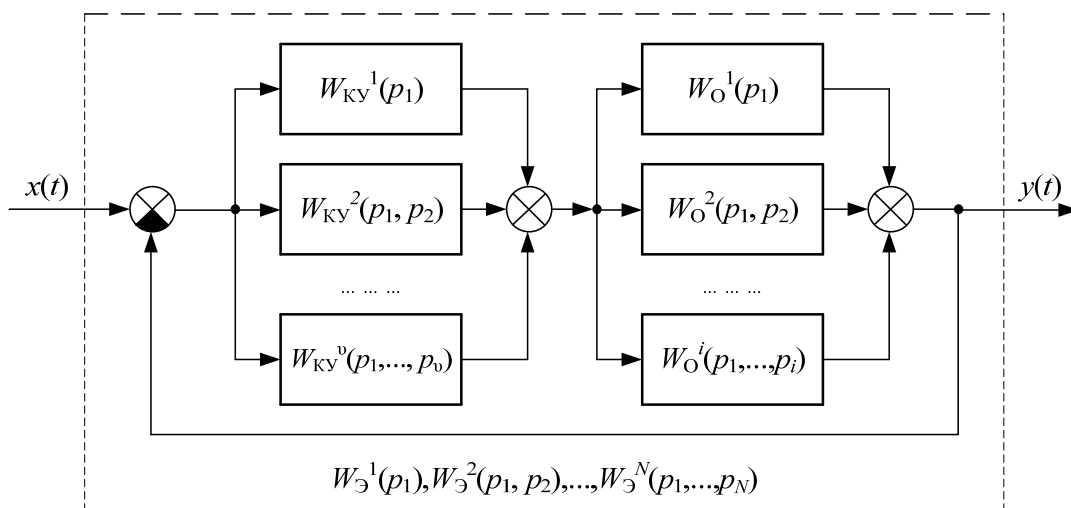 W_КУ^1(p_1)
W_О^1(p_1)
x(t)
W_КУ^2(p_1, p_2)
W_О^2(p_1, p_2)
y(t)
... ... ...
... ... ...
W_КУ^υ(p_1,..., p_υ)
W_О^i(p_1,...,p_i)
W_Э^1(p_1),W_Э^2(p_1, p_2),...,W_Э^N(p_1,...,p_N)